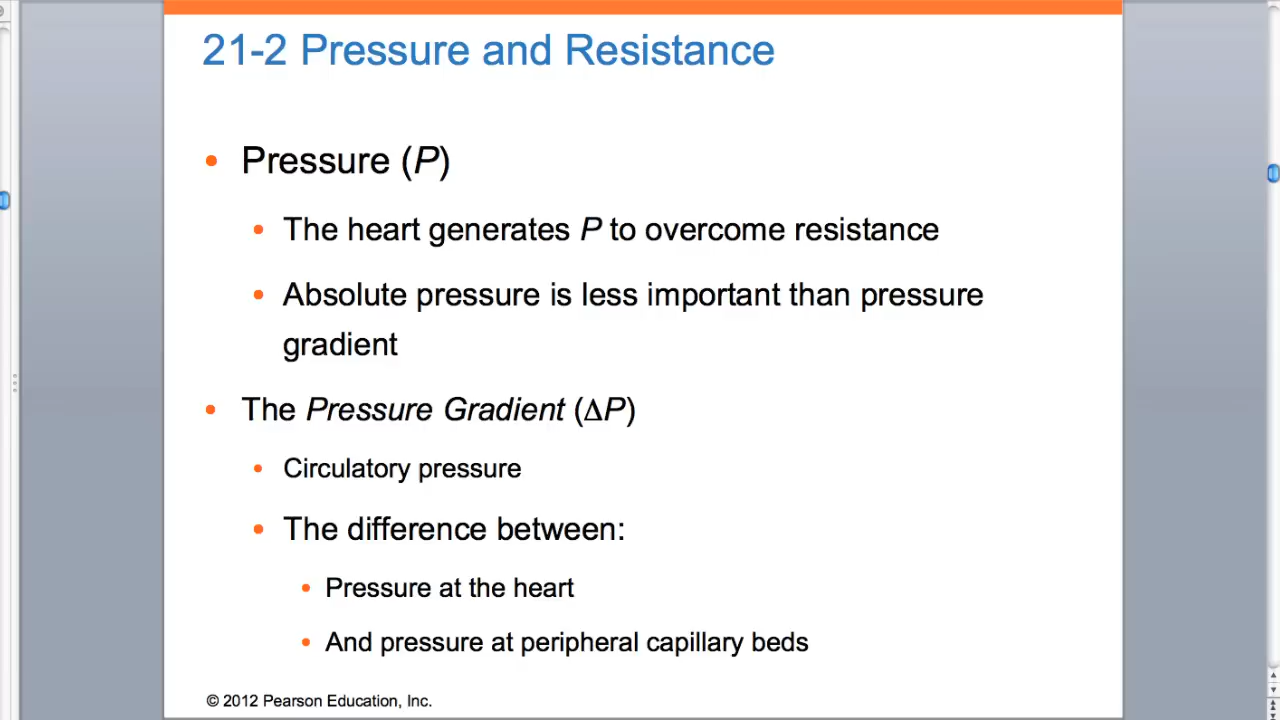 21-2 Pressure and Resistance
• Pressure (P)
• The heart generates P to overcome resistance
• Absolute pressure is less important than pressure
gradient
• The Pressure Gradient (∆P)
• Circulatory pressure
• The difference between:
• Pressure at the heart
• And pressure at peripheral capillary beds
© 2012 Pearson Education, Inc.